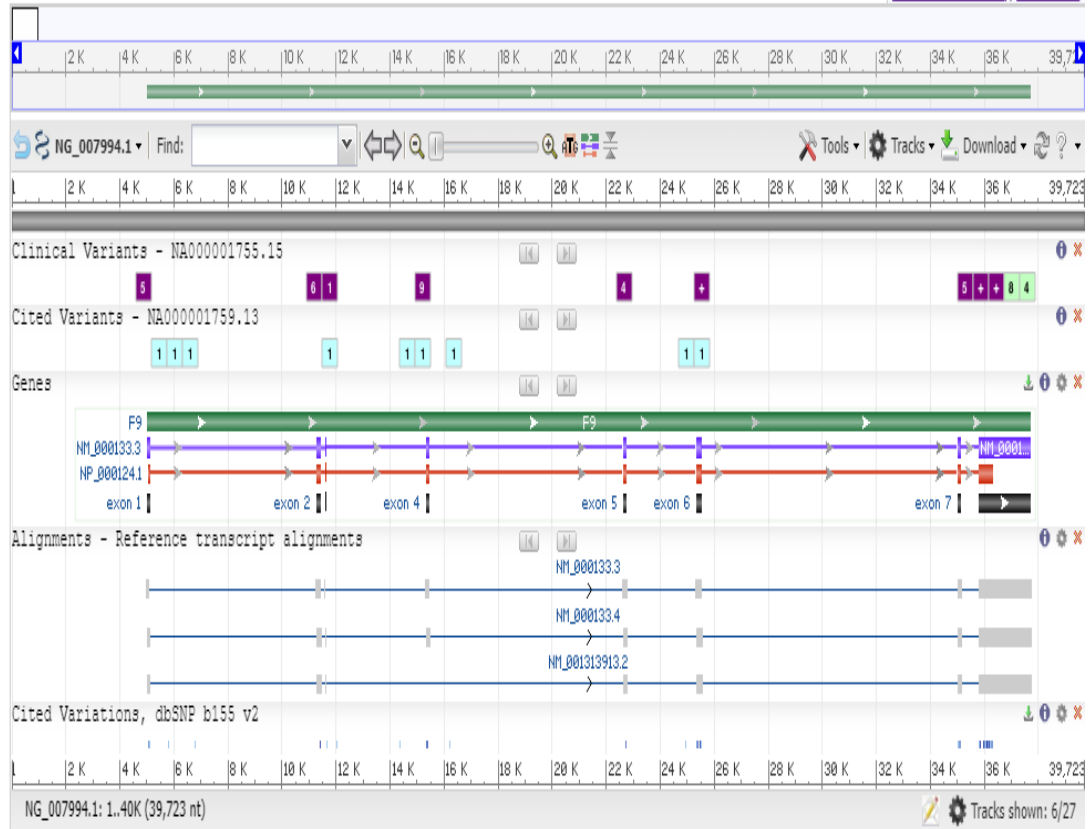 2 K 4 K 6 K 8 K 10 K 12 K 14 K 16 K 18 K 20 K 22 K 24 K 26 K 28 K 30 K 32 K 34 K 36 K 39,723
NG_007994.1 Find: ATG Tools Tracks Download ?
1 2 K 4 K 6 K 8 K 10 K 12 K 14 K 16 K 18 K 20 K 22 K 24 K 26 K 28 K 30 K 32 K 34 K 36 K 39,723
Clinical Variants - NA000001755.15
5 6 1 9 4 + 5 + + 8 4
Cited Variants - NA000001759.13
1 1 1 1 1 1 1 1 1
Genes
F9 F9
NM_000133.3 NM_0001...
NP_000124.1
exon 1 exon 2 exon 4 exon 5 exon 6 exon 7
Alignments - Reference transcript alignments
NM_000133.3
NM_000133.4
NM_001313913.2
Cited Variations, dbSNP b155 v2
1 2 K 4 K 6 K 8 K 10 K 12 K 14 K 16 K 18 K 20 K 22 K 24 K 26 K 28 K 30 K 32 K 34 K 36 K 39,723
NG_007994.1: 1..40K (39,723 nt) Tracks shown: 6/27